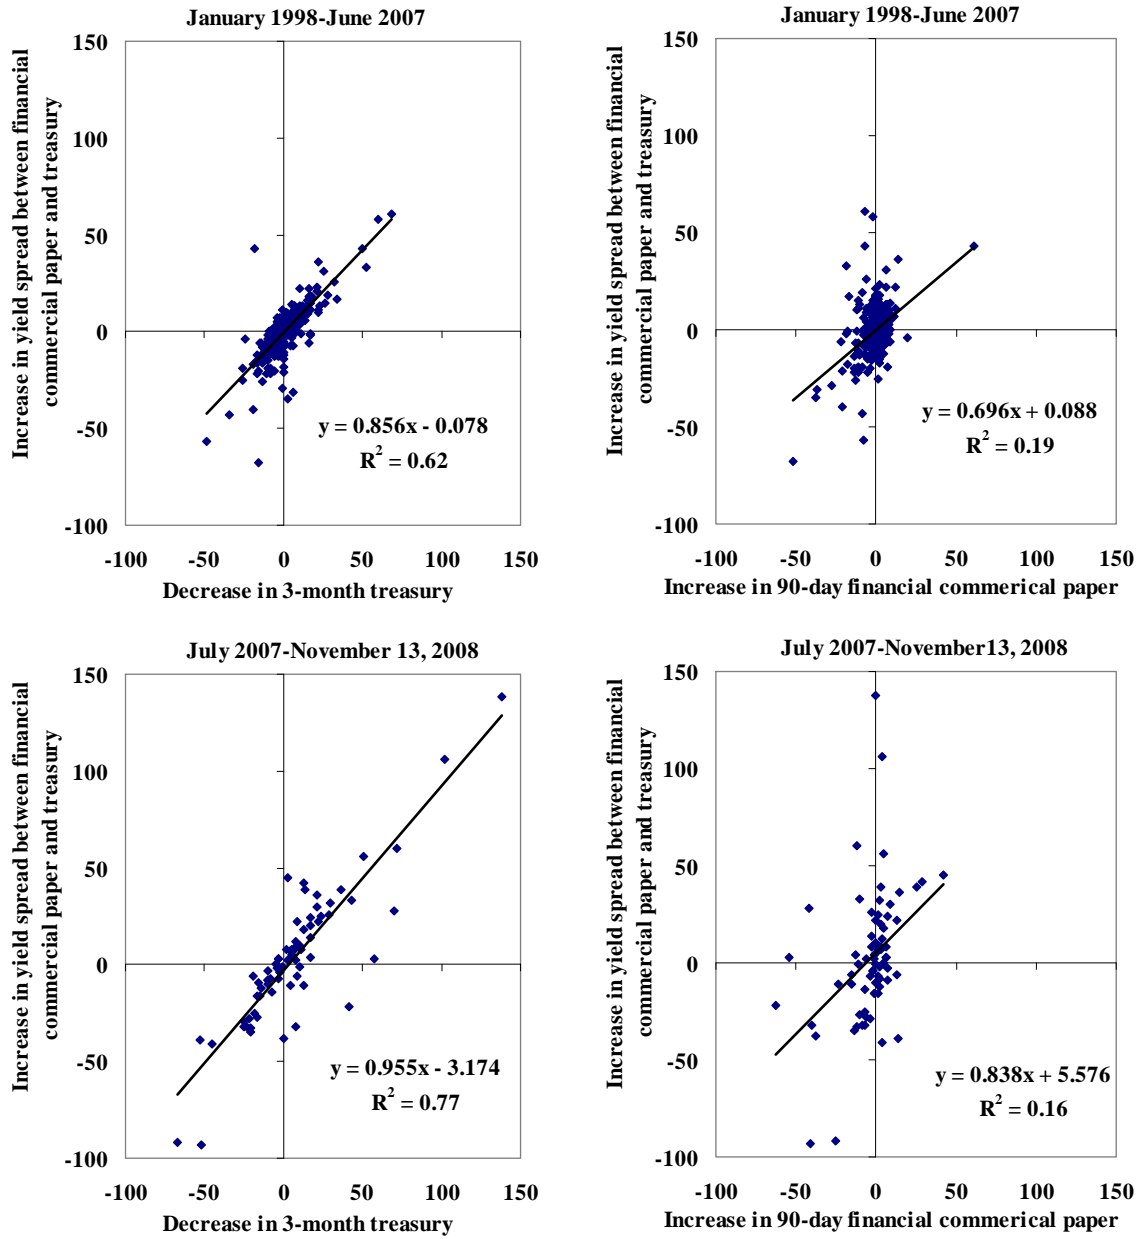 January 1998-June 2007
Increase in yield spread between financial
commercial paper and treasury
150
100
50
0
-50
-100
y = 0.856x - 0.078
R² = 0.62
-100 -50 0 50 100 150
Decrease in 3-month treasury
January 1998-June 2007
Increase in yield spread between financial
commercial paper and treasury
150
100
50
0
-50
-100
y = 0.696x + 0.088
R² = 0.19
-100 -50 0 50 100 150
Increase in 90-day financial commerical paper
July 2007-November 13, 2008
Increase in yield spread between financial
commercial paper and treasury
150
100
50
0
-50
-100
y = 0.955x - 3.174
R² = 0.77
-100 -50 0 50 100 150
Decrease in 3-month treasury
July 2007-November13, 2008
Increase in yield spread between financial
commercial paper and treasury
150
100
50
0
-50
-100
y = 0.838x + 5.576
R² = 0.16
-100 -50 0 50 100 150
Increase in 90-day financial commerical paper